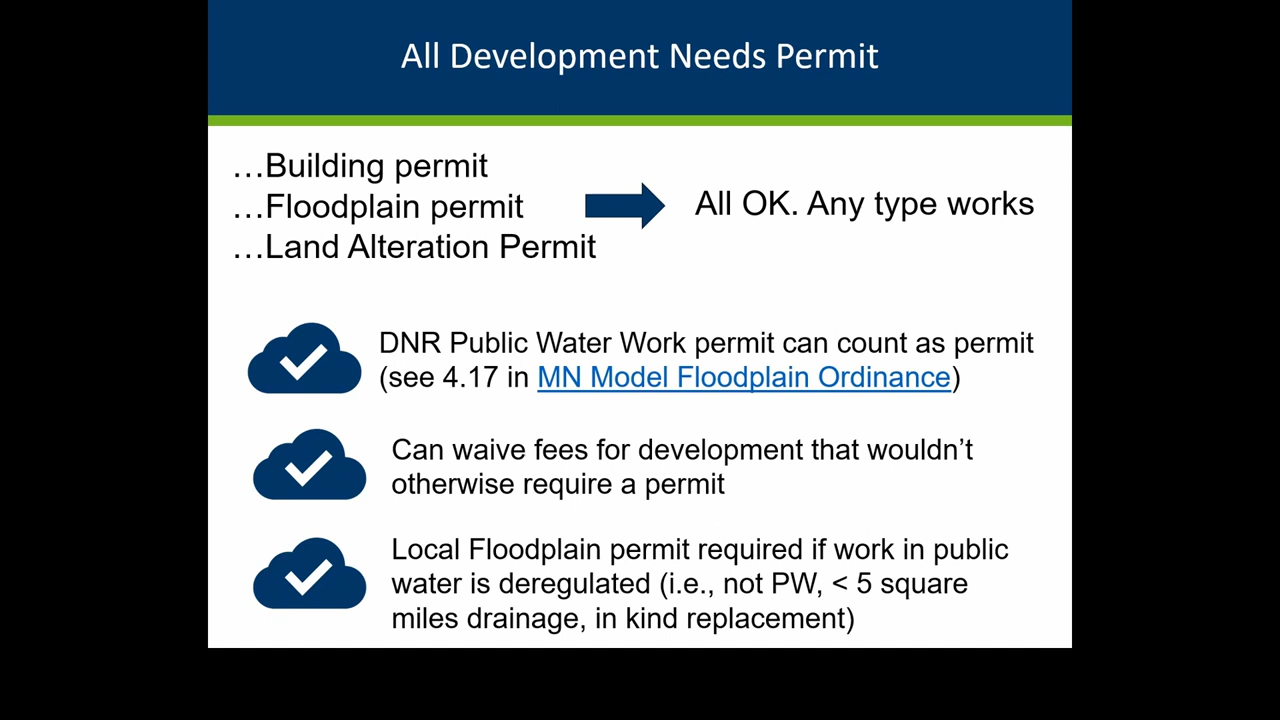 All Development Needs Permit
…Building permit
…Floodplain permit
…Land Alteration Permit
All OK. Any type works
DNR Public Water Work permit can count as permit
(see 4.17 in MN Model Floodplain Ordinance)
Can waive fees for development that wouldn’t
otherwise require a permit
Local Floodplain permit required if work in public
water is deregulated (i.e., not PW, < 5 square
miles drainage, in kind replacement)